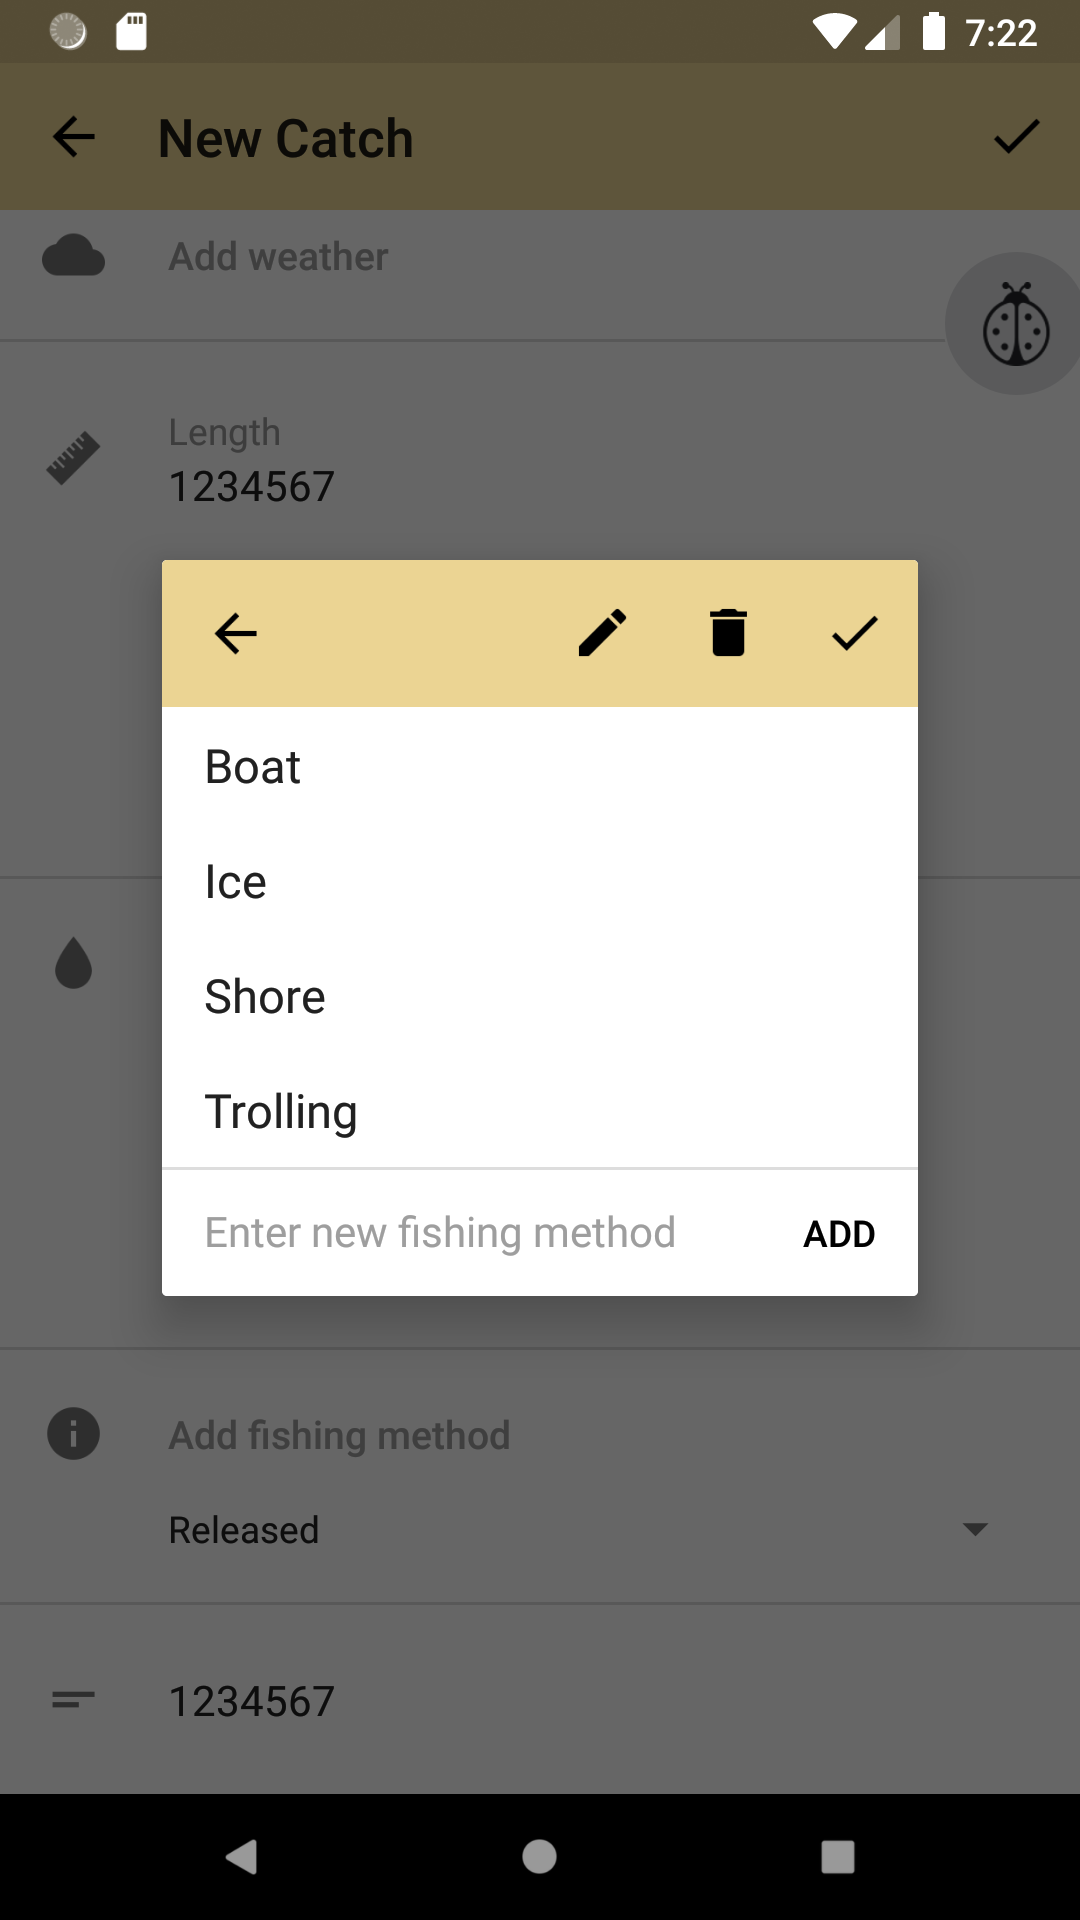 7:22
New Catch
Add weather
Length
1234567
Boat
Ice
Shore
Trolling
Enter new fishing method
ADD
Add fishing method
Released
1234567